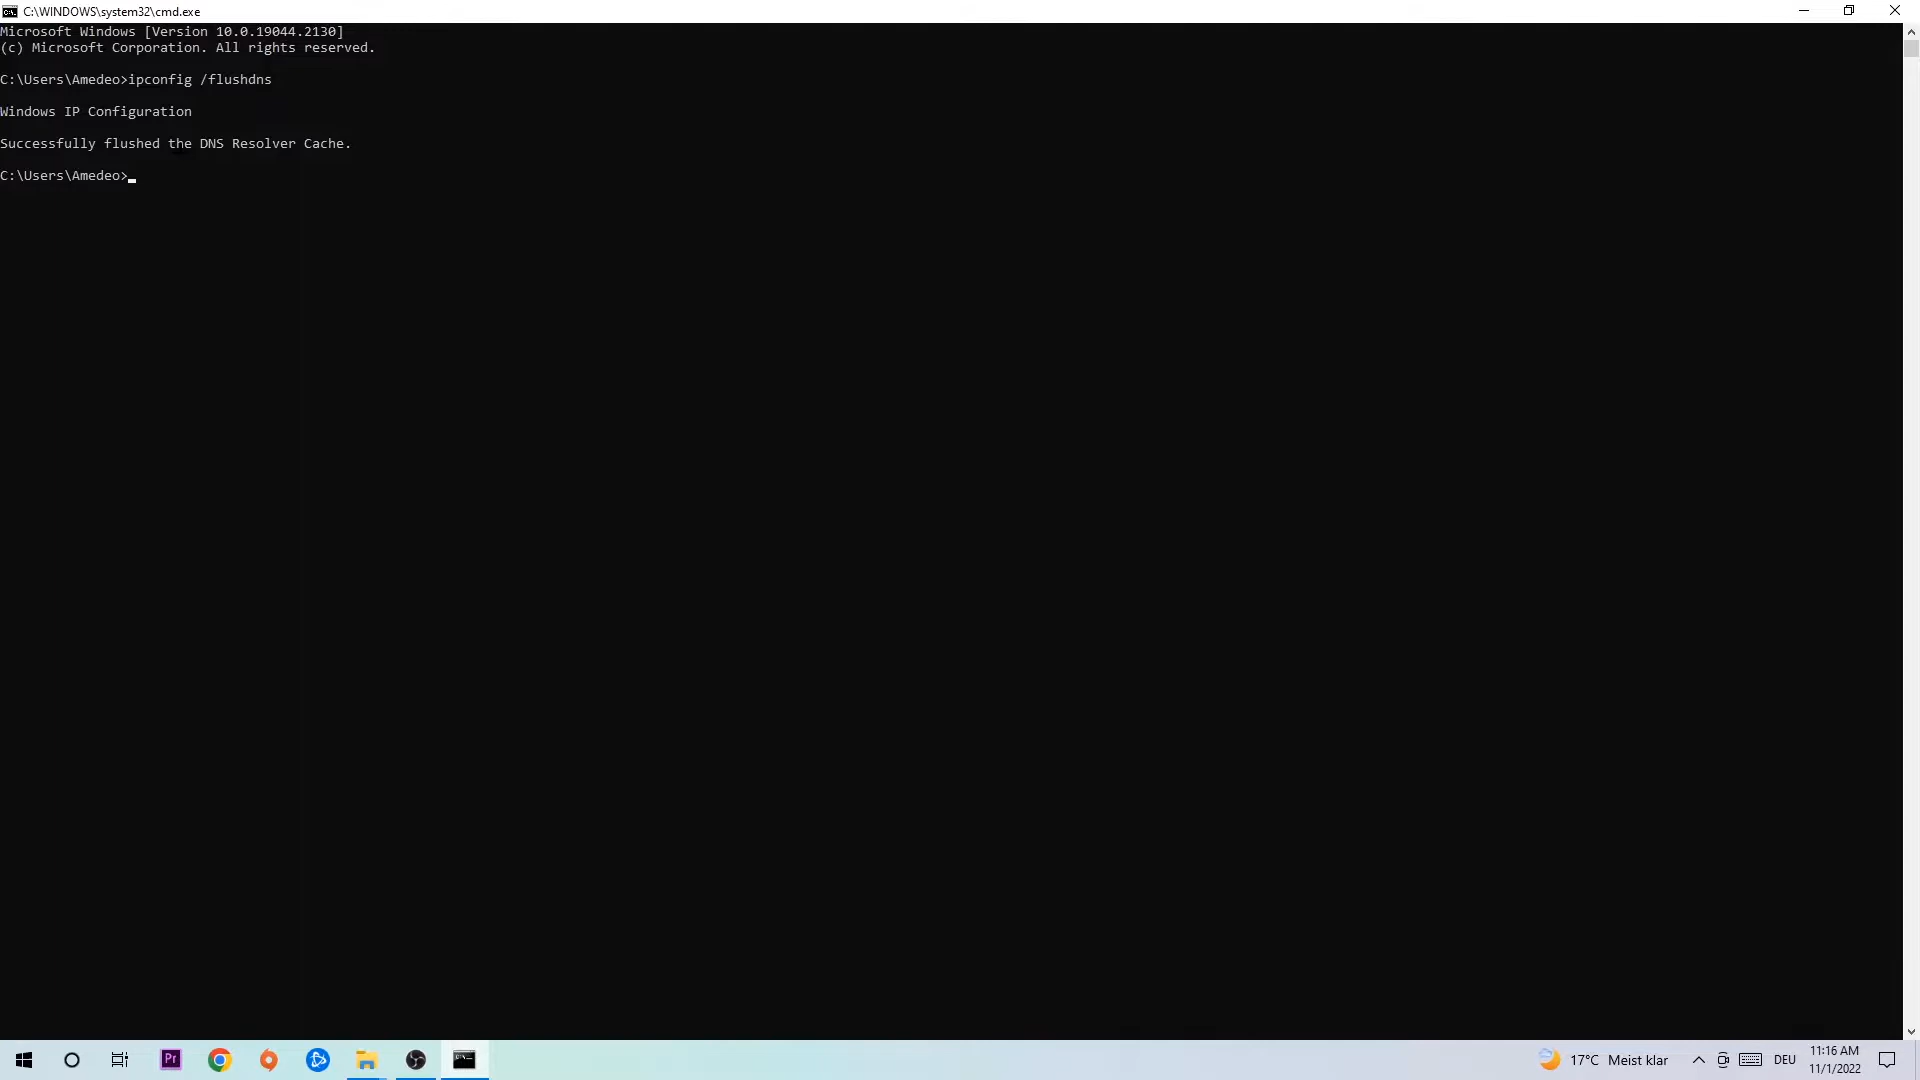 C:\WINDOWS\system32\cmd.exe
Microsoft Windows [Version 10.0.19044.2130]
(c) Microsoft Corporation. All rights reserved.
C:\Users\Amedeo>ipconfig /flushdns
Windows IP Configuration
Successfully flushed the DNS Resolver Cache.
C:\Users\Amedeo>
Pr
17°C Meist klar
DEU
11:16 AM
11/1/2022